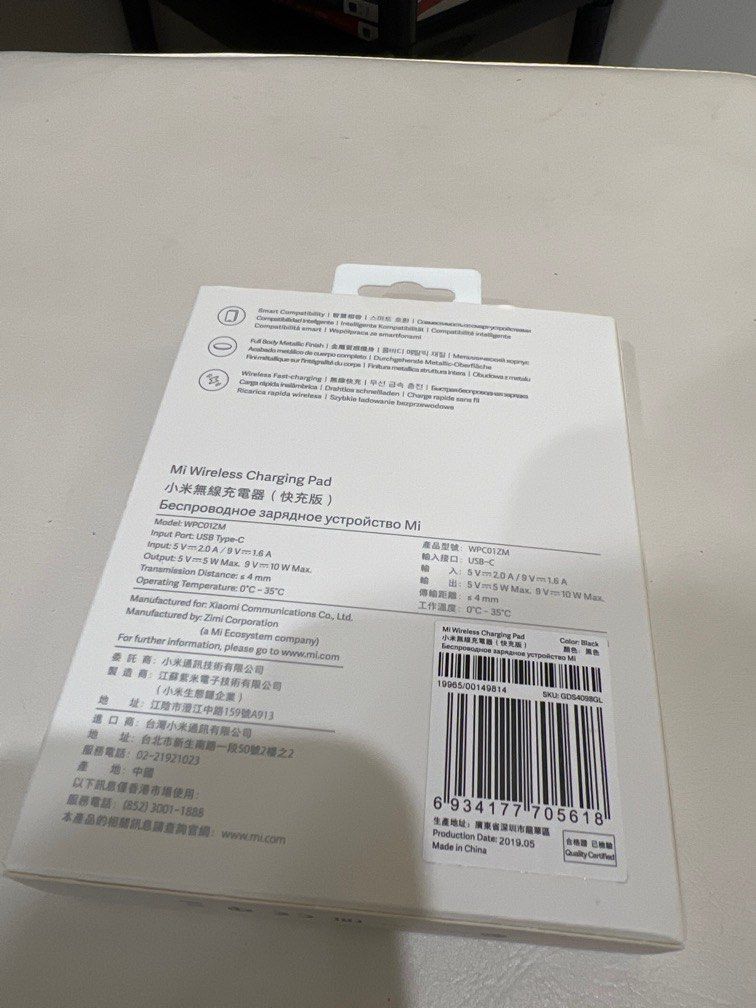 Smart Compatibility | 智慧相容 | 스마트 호환 | Совместимость с смартустройствами
Compatibilidad inteligente | Intelligente Kompatibilität | Compatibilité intelligente
Compatibilità smart | Współpraca ze smartfonami
Full Body Metallic Finish | 金屬質感機身 | 풀바디 메탈릭 재질 | Металлический корпус
Acabado metálico de cuerpo completo | Durchgehende Metallic-Oberfläche
Fini métallique sur l'intégralité du corps | Finitura metallica struttura intera | Obudowa z metalu
Wireless Fast-charging | 無線快充 | 무선 급속 충전 | Быстрая беспроводная зарядка
Carga rápida inalámbrica | Drahtlos schnellladen | Charge rapide sans fil
Ricarica rapida wireless | Szybkie ładowanie bezprzewodowe
Mi Wireless Charging Pad
小米無線充電器（快充版）
Беспроводное зарядное устройство Mi
Model: WPC01ZM
Input Port: USB Type-C
Input: 5 V⎓2.0 A / 9 V⎓1.6 A
Output: 5 V⎓5 W Max. 9 V⎓10 W Max.
Transmission Distance: ≤ 4 mm
Operating Temperature: 0°C - 35°C
產品型號: WPC01ZM
輸入接口: USB-C
輸 入: 5 V⎓2.0 A / 9 V⎓1.6 A
輸 出: 5 V⎓5 W Max. 9 V⎓10 W Max.
傳輸距離: ≤ 4 mm
工作溫度: 0°C - 35°C
Manufactured for: Xiaomi Communications Co., Ltd.
Manufactured by: Zimi Corporation
(a Mi Ecosystem company)
For further information, please go to www.mi.com
委 託 商: 小米通訊技術有限公司
製 造 商: 江蘇紫米電子技術有限公司
（小米生態鏈企業）
地 址: 江陰市澄江中路159號A913
進 口 商: 台灣小米通訊有限公司
地 址: 台北市新生南路一段50號2樓之2
服務電話: 02-21921023
產 地: 中國
以下訊息僅香港市場使用:
服務電話: (852) 3001-1888
本產品的相關訊息請查詢官網: www.mi.com
Mi Wireless Charging Pad
小米無線充電器（快充版）
Беспроводное зарядное устройство Mi
Color: Black
顏色: 黑色
19965/00149814
SKU: GDS4098GL
6 934177 705618
生產地址: 廣東省深圳市龍華區
Production Date: 2019.05
Made in China
合格證 已檢驗
Quality Certified